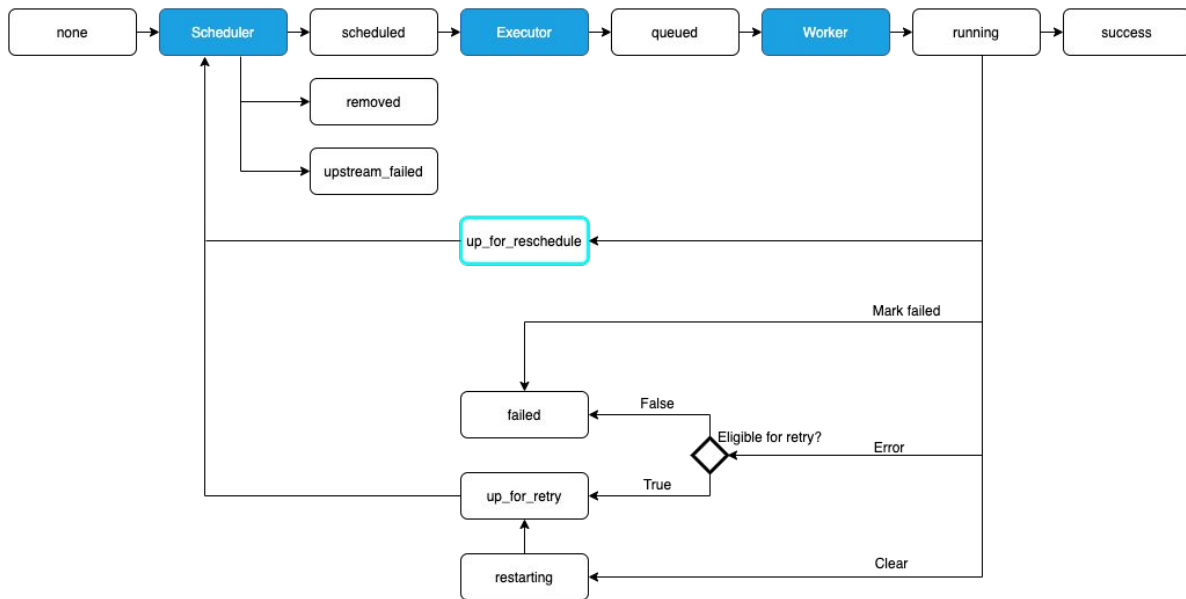 none
Scheduler
scheduled
Executor
queued
Worker
running
success
removed
upstream_failed
up_for_reschedule
Mark failed
failed
False
Eligible for retry?
Error
True
up_for_retry
Clear
restarting